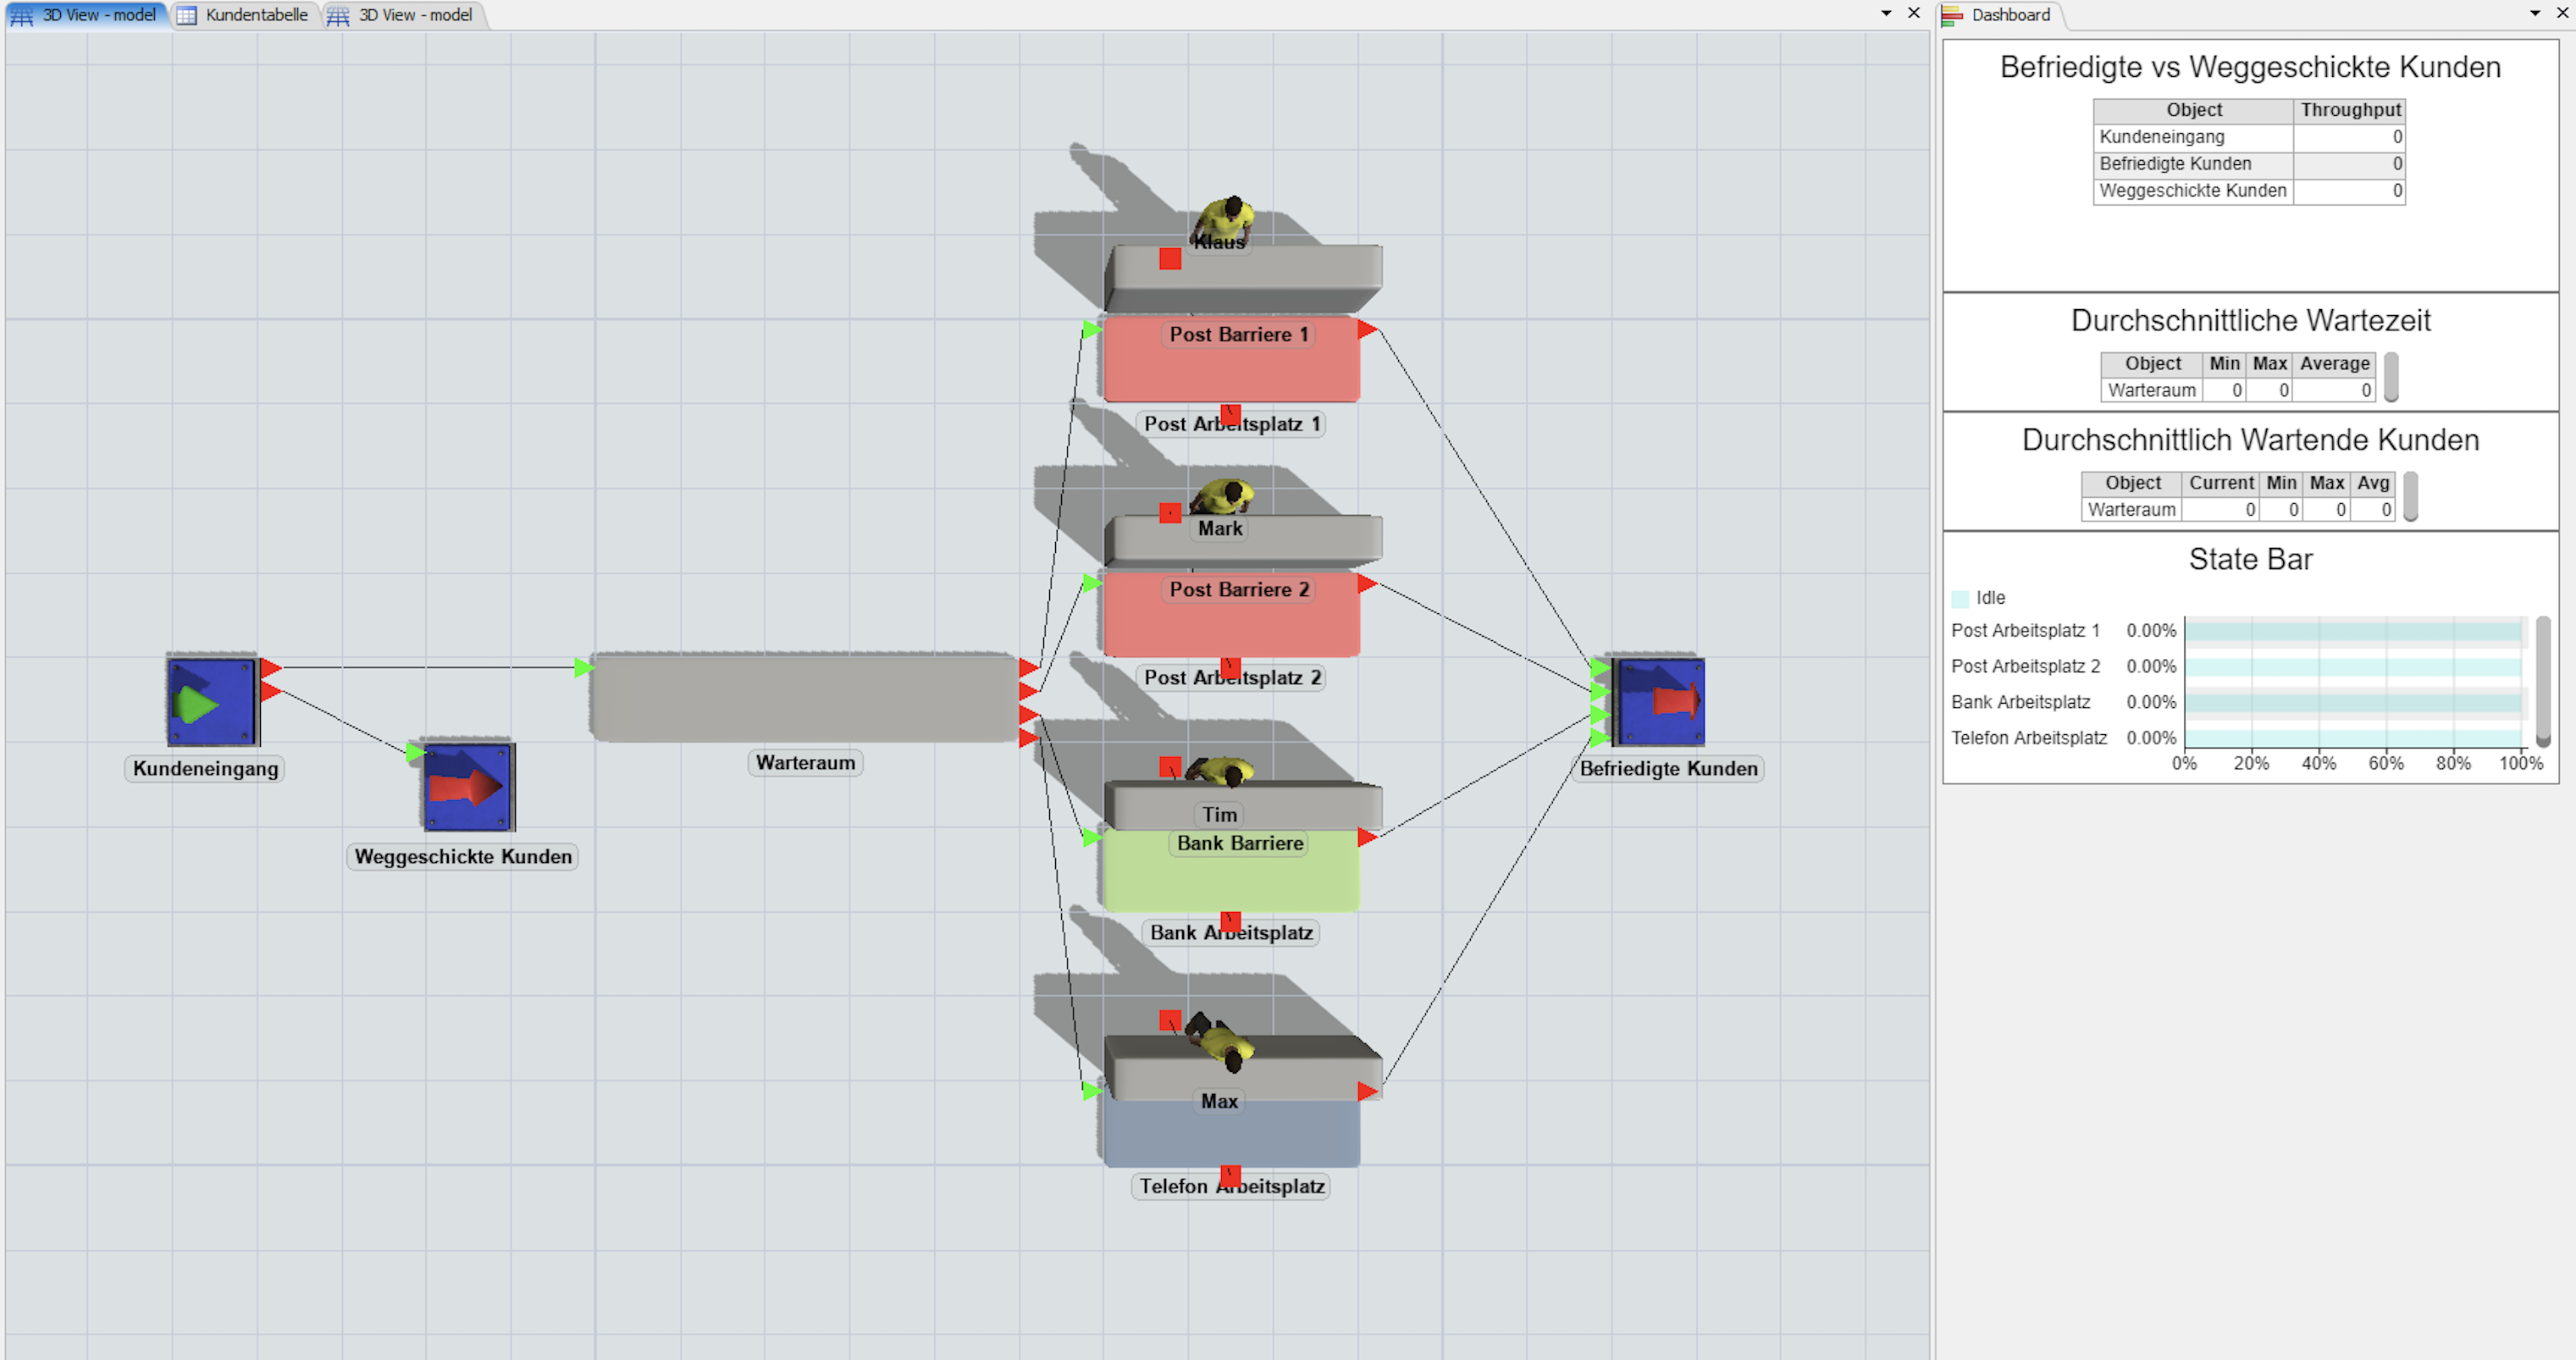 3D View - model
Kundentabelle
3D View - model
Klaus
Post Barriere 1
Post Arbeitsplatz 1
Mark
Post Barriere 2
Post Arbeitsplatz 2
Kundeneingang
Weggeschickte Kunden
Warteraum
Tim
Bank Barriere
Bank Arbeitsplatz
Max
Telefon Arbeitsplatz
Befriedigte Kunden
Dashboard
Befriedigte vs Weggeschickte Kunden
Object Throughput
Kundeneingang 0
Befriedigte Kunden 0
Weggeschickte Kunden 0
Durchschnittliche Wartezeit
Object Min Max Average
Warteraum 0 0 0
Durchschnittlich Wartende Kunden
Object Current Min Max Avg
Warteraum 0 0 0 0
State Bar
Idle
Post Arbeitsplatz 1 0.00%
Post Arbeitsplatz 2 0.00%
Bank Arbeitsplatz 0.00%
Telefon Arbeitsplatz 0.00%
0% 20% 40% 60% 80% 100%